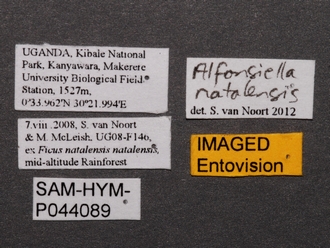 UGANDA, Kibale National
Park, Kanyawara, Makerere
University Biological Field
Station, 1527m,
0°33.962'N 30°21.994'E
7.viii.2008, S. van Noort
& M. McLeish, UG08-F146,
ex Ficus natalensis natalensis,
mid-altitude Rainforest
SAM-HYM-
P044089
Alfonsiella
natalensis
det. S. van Noort 2012
IMAGED
Entovision